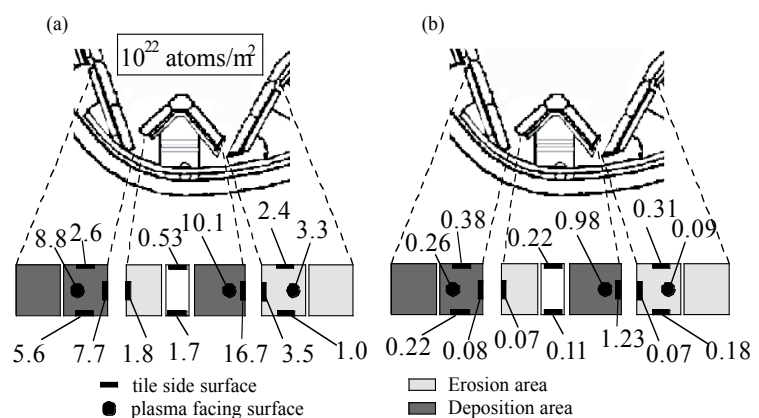 (a)
10²² atoms/m²
(b)
8.8 2.6 0.53 10.1 2.4 3.3
0.26 0.38 0.22 0.98 0.31 0.09
5.6 7.7 1.8 1.7 16.7 3.5 1.0
0.22 0.08 0.07 0.11 1.23 0.07 0.18
tile side surface
plasma facing surface
Erosion area
Deposition area